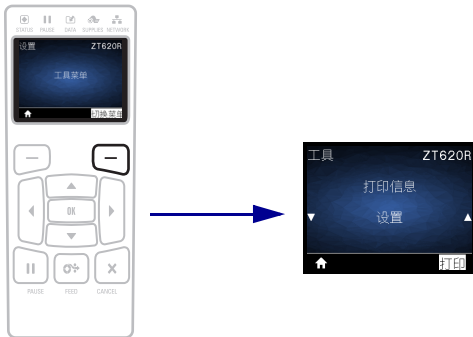 STATUS PAUSE DATA SUPPLIES NETWORK
设置 ZT620R
工具菜单
切换菜单
OK
PAUSE FEED CANCEL
工具 ZT620R
打印信息
设置
打印